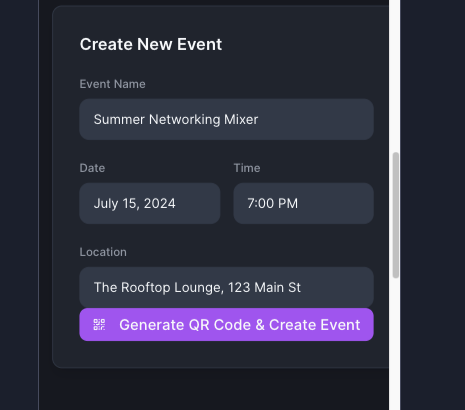 Create New Event
Event Name
Summer Networking Mixer
Date
Time
July 15, 2024
7:00 PM
Location
The Rooftop Lounge, 123 Main St
Generate QR Code & Create Event